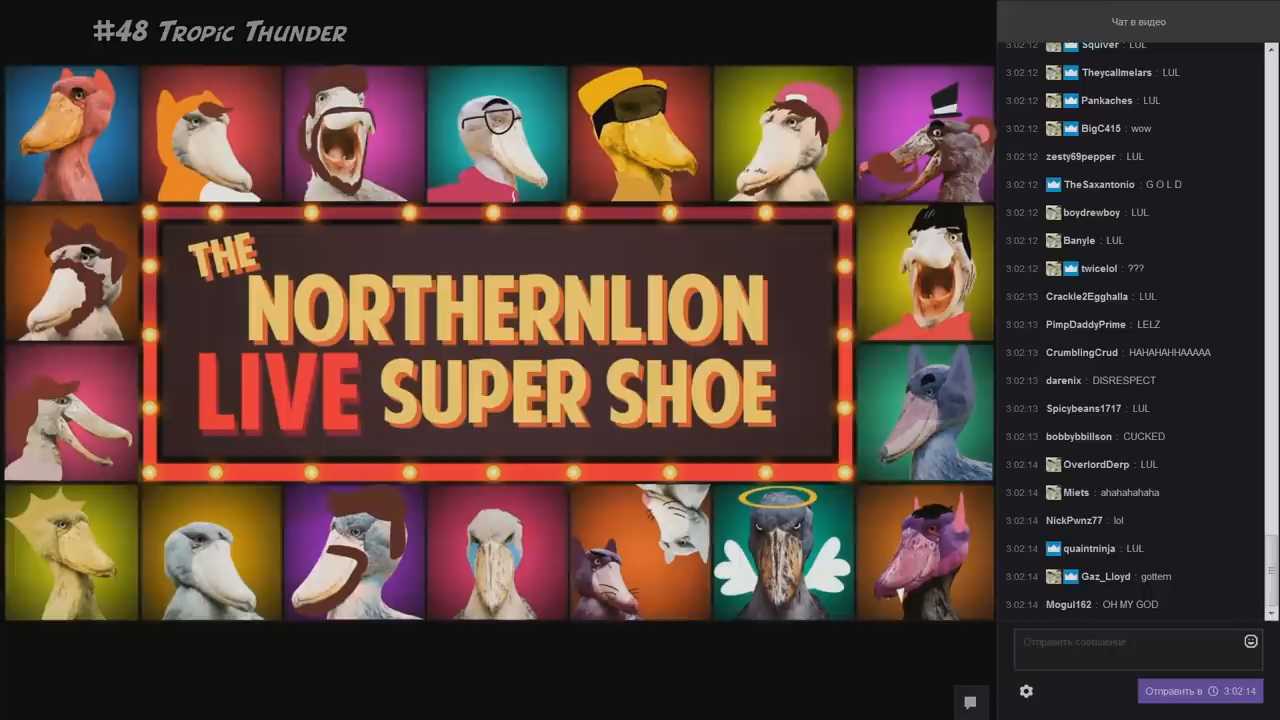 #48 Tropic Thunder
THE
NORTHERNLION
LIVE SUPER SHOE
Чат в видео
3:02:12 Squiver : LUL
3:02:12 Theycallmelars : LUL
3:02:12 Pankaches : LUL
3:02:12 BigC415 : wow
3:02:12 zesty69pepper : LUL
3:02:12 TheSaxantonio : G O L D
3:02:12 boydrewboy : LUL
3:02:12 Banyle : LUL
3:02:12 twicelol : ???
3:02:13 Crackle2Egghalla : LUL
3:02:13 PimpDaddyPrime : LELZ
3:02:13 CrumblingCrud : HAHAHAHHAAAAA
3:02:13 darenix : DISRESPECT
3:02:13 Spicybeans1717 : LUL
3:02:13 bobbybbillson : CUCKED
3:02:14 OverlordDerp : LUL
3:02:14 Miets : ahahahahaha
3:02:14 NickPwnz77 : lol
3:02:14 quaintninja : LUL
3:02:14 Gaz_Lloyd : gottem
3:02:14 Mogul162 : OH MY GOD
Отправить сообщение
Отправить в 3:02:14